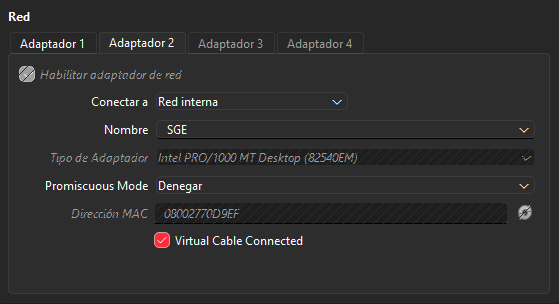 Red
Adaptador 1 Adaptador 2 Adaptador 3 Adaptador 4
Habilitar adaptador de red
Conectar a Red interna
Nombre SGE
Tipo de Adaptador Intel PRO/1000 MT Desktop (82540EM)
Promiscuous Mode Denegar
Dirección MAC 08002770D9EF
Virtual Cable Connected